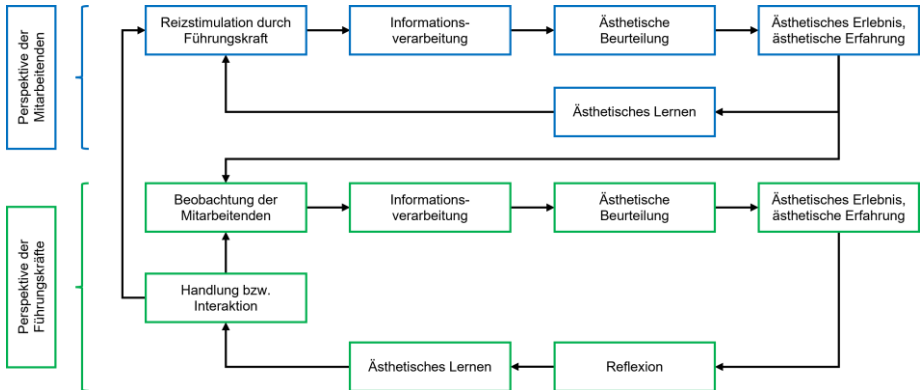 Perspektive der
Mitarbeitenden
Reizstimulation durch
Führungskraft
Informations-
verarbeitung
Ästhetische
Beurteilung
Ästhetisches Erlebnis,
ästhetische Erfahrung
Ästhetisches Lernen
Perspektive der
Führungskräfte
Beobachtung der
Mitarbeitenden
Informations-
verarbeitung
Ästhetische
Beurteilung
Ästhetisches Erlebnis,
ästhetische Erfahrung
Handlung bzw.
Interaktion
Ästhetisches Lernen
Reflexion